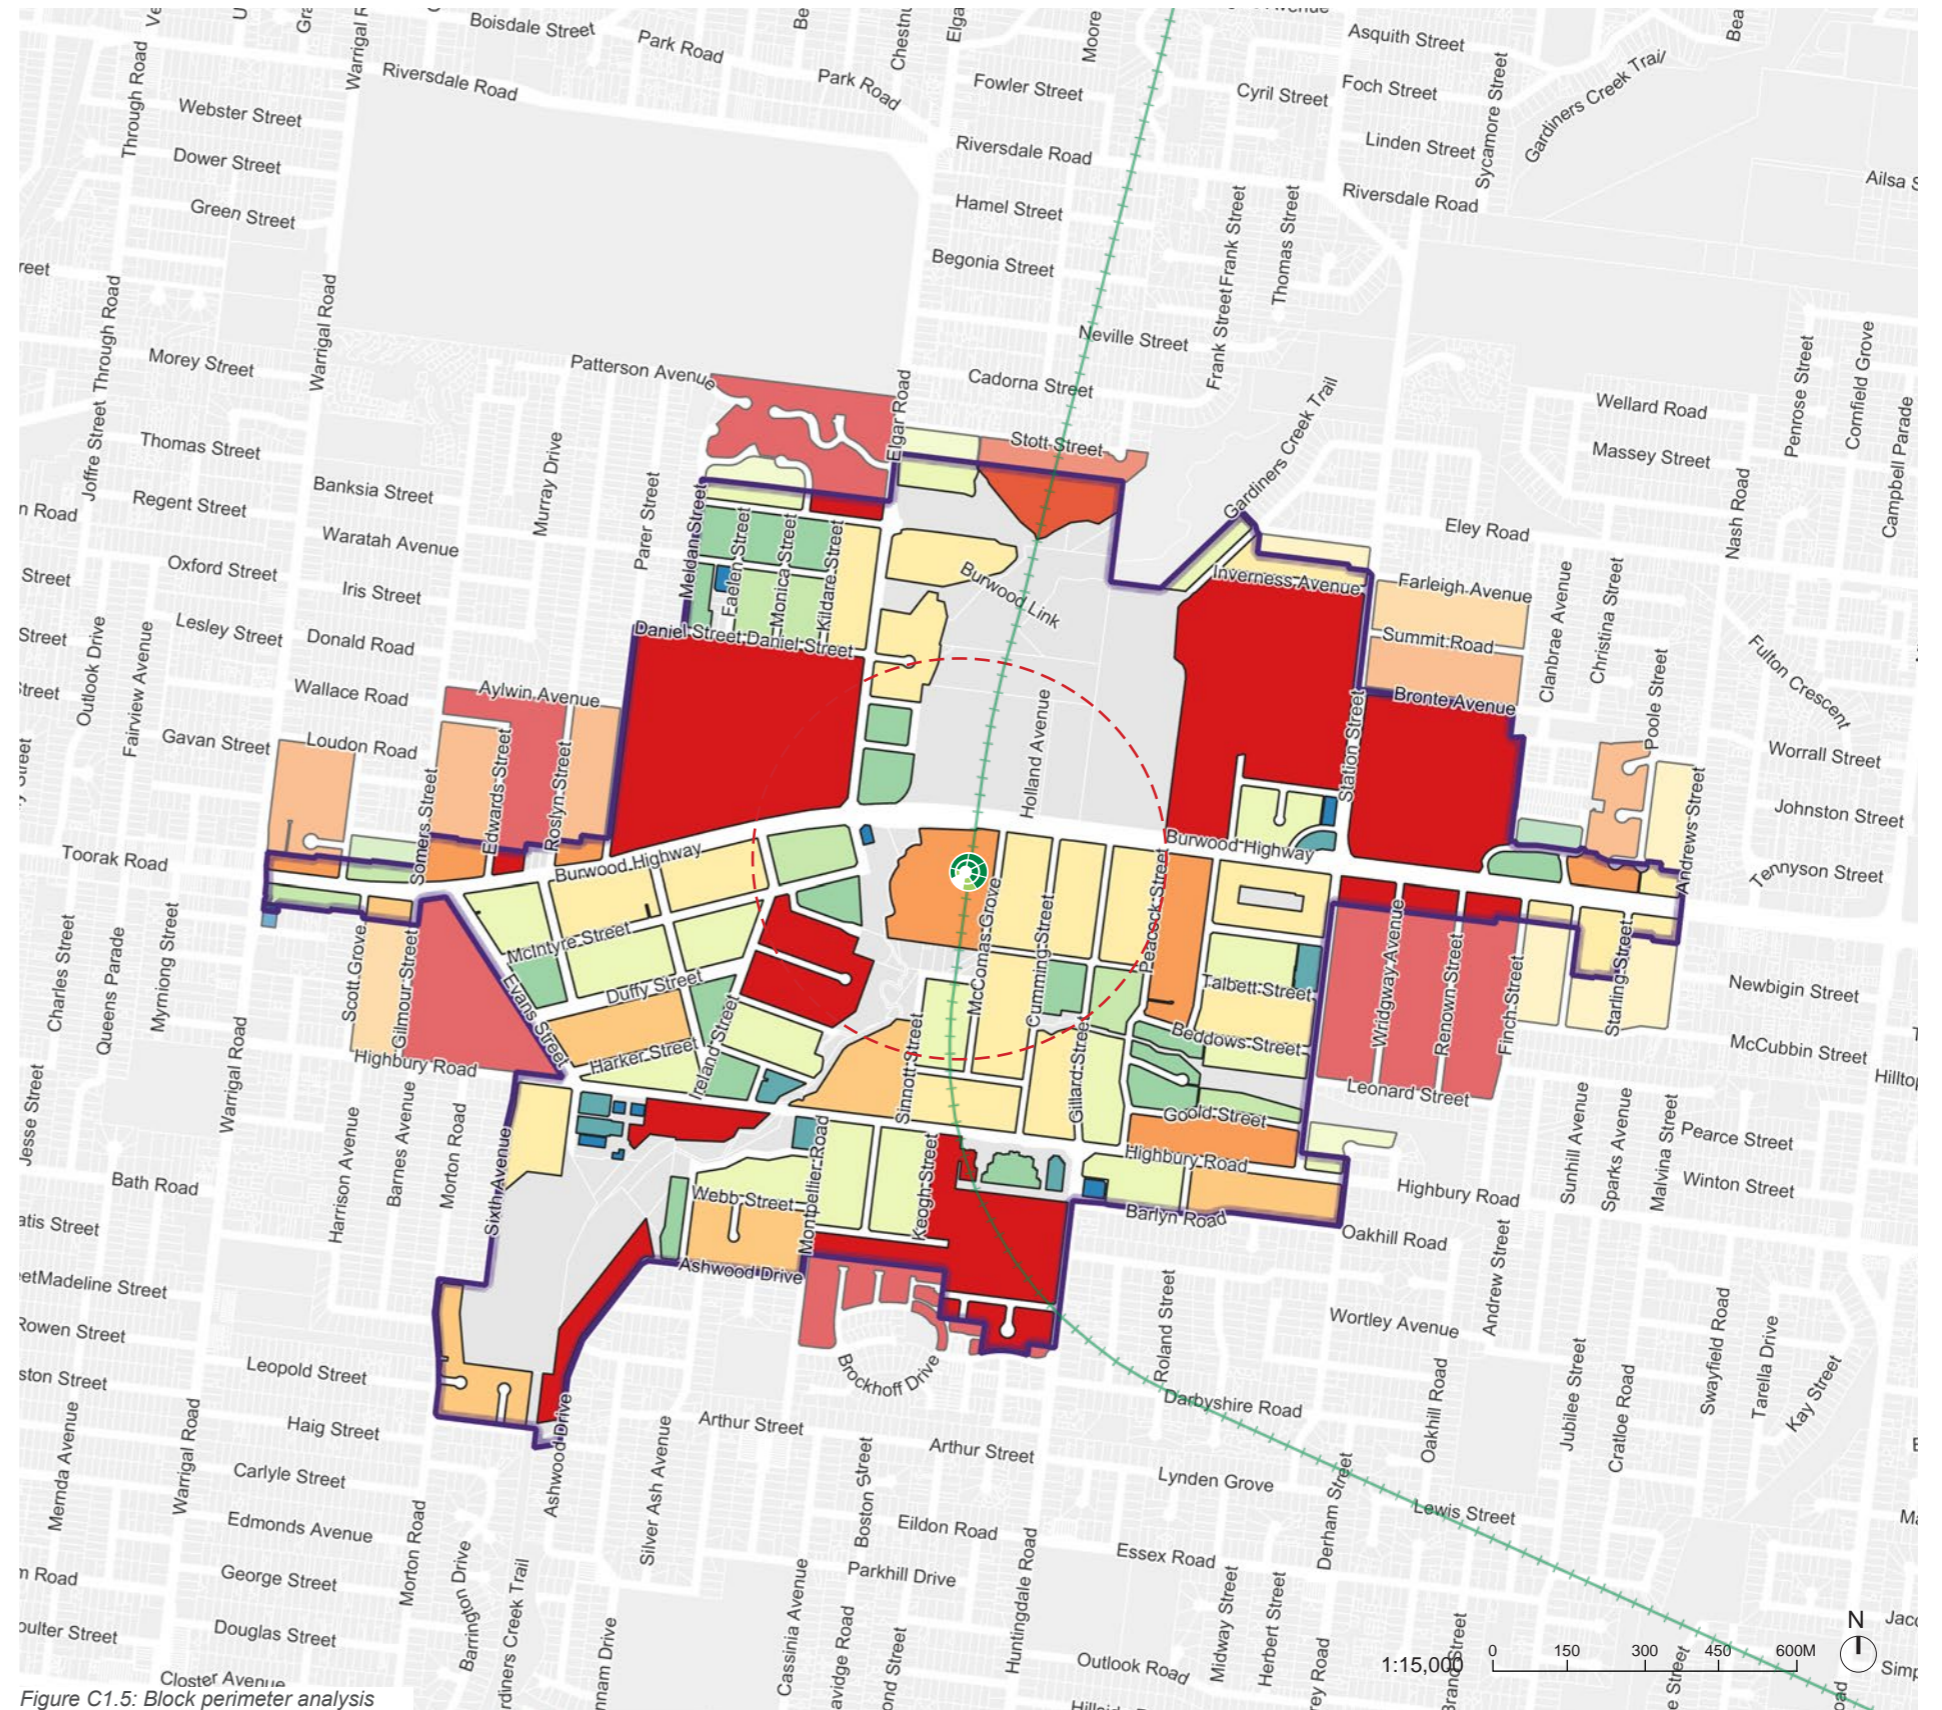 Boisdale Street
Park Road
Asquith Street
Through Road
Riversdale Road
Park Road
Fowler Street
Moore
Cyril Street
Foch Street
Sycamore Street
Gardiners Creek Trail
Webster Street
Dower Street
Riversdale Road
Linden Street
Ailsa S
Green Street
Hamel Street
Frank Street
Thomas Street
Riversdale Road
Begonia Street
Frank Street
reet
Warrigal Road
Through Road
Neville Street
Penrose Street
Cornfield Grove
Morey Street
Patterson Avenue
Cadorna Street
Elgar Road
Gardiners Creek Trail
Wellard Road
Campbell Parade
Joffre Street
Thomas Street
Stott Street
Massey Street
Murray Drive
Parer Street
Banksia Street
Regent Street
n Road
Meldan Street
Eley Road
Nash Road
Waratah Avenue
Faelen Street
Monica Street
Kildare Street
Oxford Street
Street
Iris Street
Burwood Link
Inverness Avenue
Farleigh Avenue
Clanbrae Avenue
Christina Street
Lesley Street
Donald Road
Street
Daniel Street
Daniel Street
Summit Road
Poole Street
Fulton Crescent
Outlook Drive
Fairview Avenue
Wallace Road
Aylwin Avenue
Street
Holland Avenue
Station Street
Bronte Avenue
Gavan Street
Loudon Road
Worrall Street
Somers Street
Edwards Street
Roslyn Street
Andrews Street
Johnston Street
Toorak Road
Burwood Highway
Burwood Highway
Tennyson Street
McIntyre Street
McComas Grove
Cumming Street
Peacock Street
Charles Street
Queens Parade
Myrniong Street
Scott Grove
Gilmour Street
Evans Street
Duffy Street
Talbett Street
Wridgway Avenue
Renown Street
Finch Street
Starling Street
Newbigin Street
Harker Street
Ireland Street
Sinnott Street
Gillard Street
Beddows Street
McCubbin Street
Highbury Road
Leonard Street
Hilltop
Jesse Street
Warrigal Road
Goold Street
Harrison Avenue
Barnes Avenue
Morton Road
Sixth Avenue
Montpellier Road
Keogh Street
Highbury Road
Pearce Street
Sunhill Avenue
Sparks Avenue
Malvina Street
Bath Road
Webb Street
Highbury Road
Winton Street
atis Street
Barlyn Road
Oakhill Road
Andrew Street
Ashwood Drive
Madeline Street
Roland Street
Rowen Street
Wortley Avenue
Swayfield Road
Tarella Drive
Leopold Street
Brockhoff Drive
Kay Street
ston Street
Darbyshire Road
Oakhill Road
Jubilee Street
Cratloe Road
Haig Street
Arthur Street
Arthur Street
Mernda Avenue
Warrigal Road
Ashwood Drive
Silver Ash Avenue
Boston Street
Carlyle Street
Lynden Grove
Derham Street
Lewis Street
Edmonds Avenue
Morton Road
Eildon Road
Essex Road
Parkhill Drive
George Street
Barrington Drive
Cassinia Avenue
Huntingdale Road
Midway Street
Herbert Street
Douglas Street
Outlook Road
N
0 150 300 450 600M
1:15,000
Closter Avenue
Figure C1.5: Block perimeter analysis